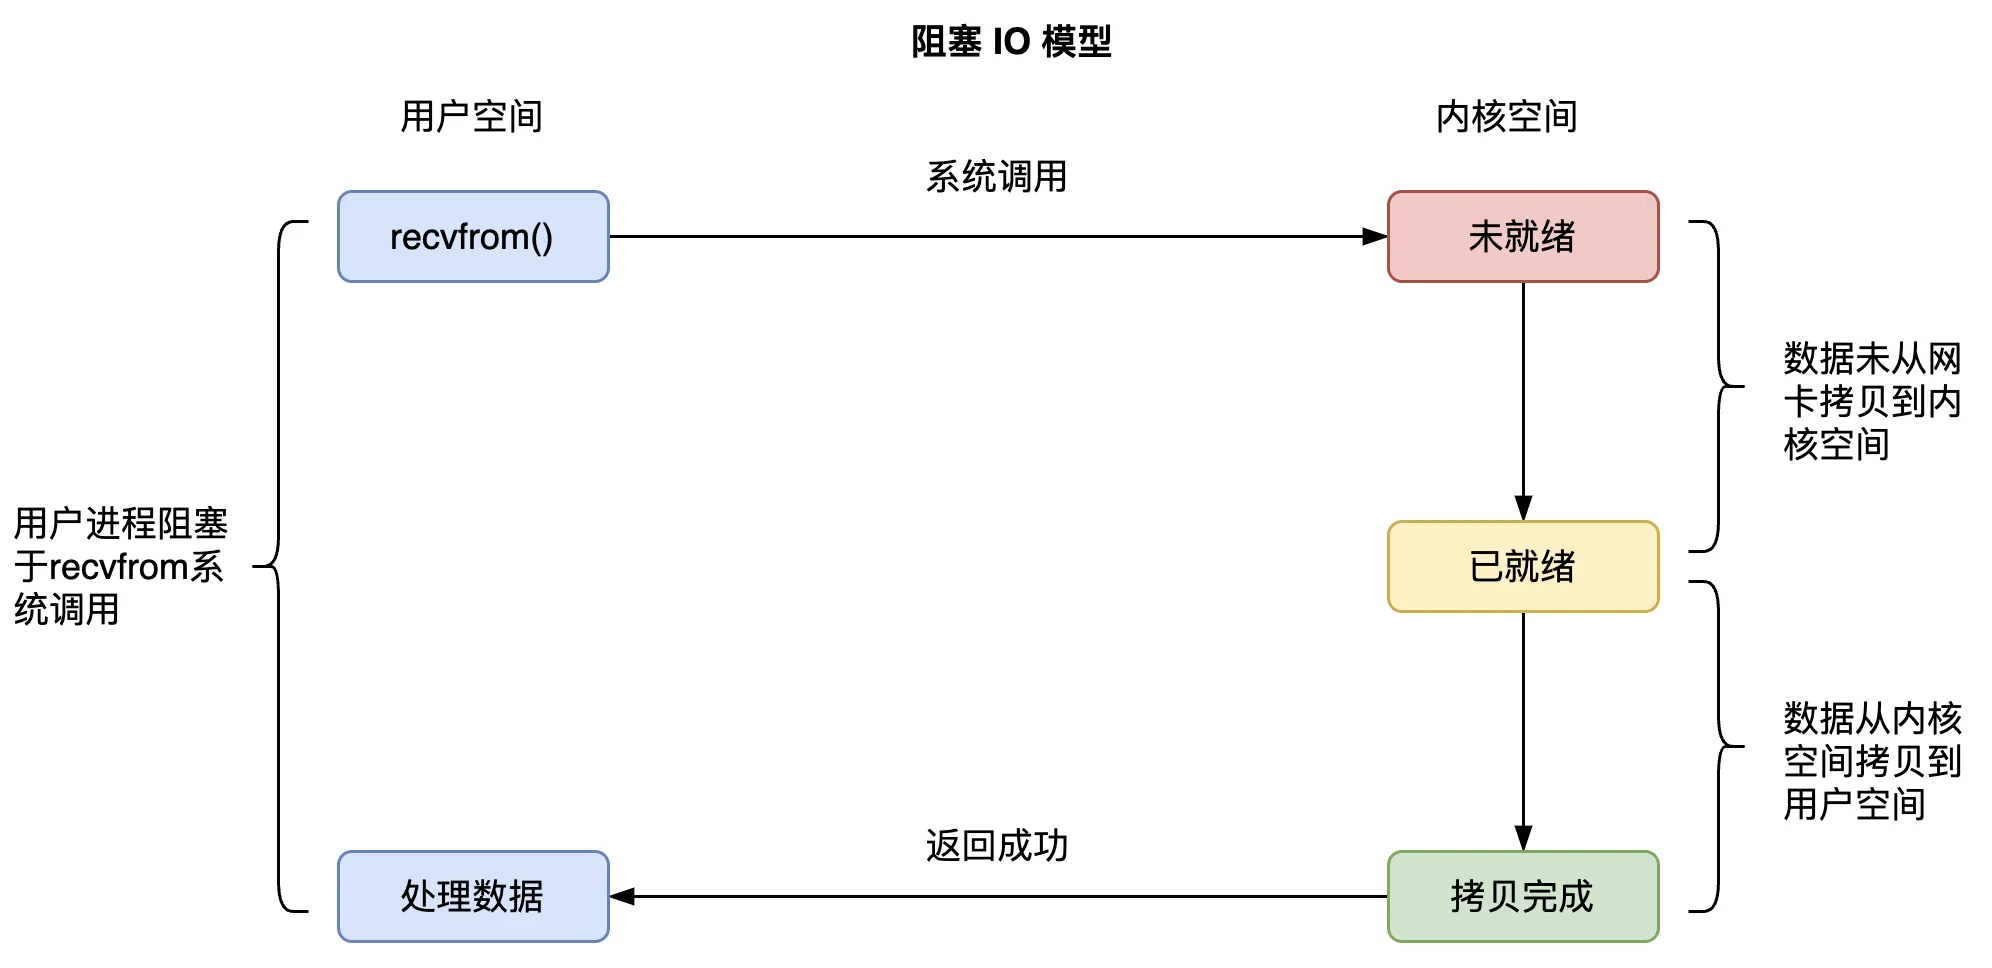 阻塞 IO 模型
用户空间
内核空间
系统调用
recvfrom()
未就绪
数据未从网
卡拷贝到内
核空间
用户进程阻塞
于recvfrom系
统调用
已就绪
数据从内核
空间拷贝到
用户空间
返回成功
处理数据
拷贝完成